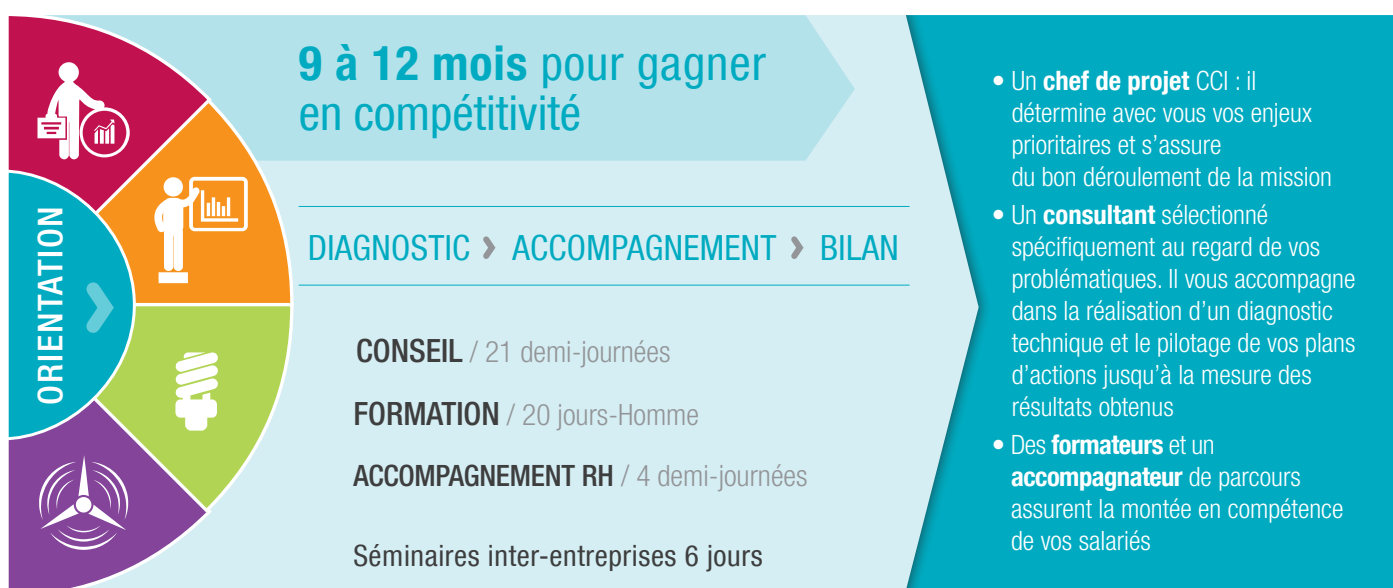 ORIENTATION
9 à 12 mois pour gagner
en compétitivité
DIAGNOSTIC > ACCOMPAGNEMENT > BILAN
CONSEIL / 21 demi-journées
FORMATION / 20 jours-Homme
ACCOMPAGNEMENT RH / 4 demi-journées
Séminaires inter-entreprises 6 jours
• Un chef de projet CCI : il
détermine avec vous vos enjeux
prioritaires et s’assure
du bon déroulement de la mission
• Un consultant sélectionné
spécifiquement au regard de vos
problématiques. Il vous accompagne
dans la réalisation d’un diagnostic
technique et le pilotage de vos plans
d’actions jusqu’à la mesure des
résultats obtenus
• Des formateurs et un
accompagnateur de parcours
assurent la montée en compétence
de vos salariés